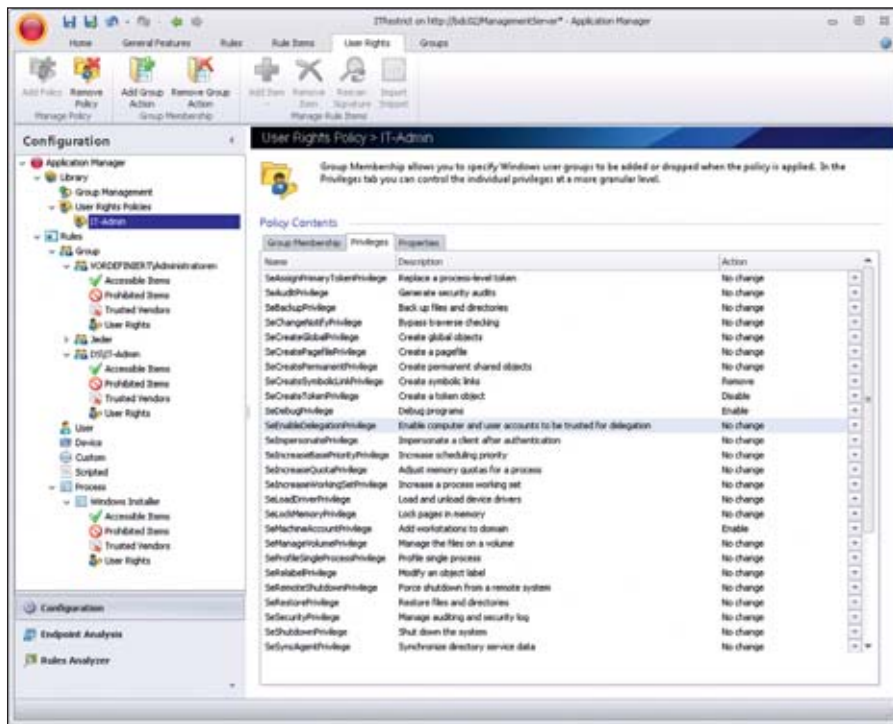 ITRestrict on http://bdc02/ManagementServer* - Application Manager
Home General Features Rules Rule Items User Rights Groups
Add Policy Remove Policy Add Group Action Remove Group Action Add Item Remove Item Rescan Signature Import Snippet
Manage Policy Group Membership Manage Rule Items
Configuration
Application Manager
Library
Group Management
User Rights Policies
IT-Admin
Rules
Group
VORDEFINIERT\Administratoren
Accessible Items
Prohibited Items
Trusted Vendors
User Rights
Jeder
Accessible Items
Prohibited Items
Trusted Vendors
User Rights
User
Device
Custom
Scripted
Process
Windows Installer
Accessible Items
Prohibited Items
Trusted Vendors
User Rights
Configuration
Endpoint Analysis
Rules Analyzer
User Rights Policy > IT-Admin
Group Membership allows you to specify Windows user groups to be added or dropped when the policy is applied. In the
Privileges tab you can control the individual privileges at a more granular level.
Policy Contents
Group Membership Privileges Properties
Name Description Action
SeAssignPrimaryTokenPrivilege Replace a process-level token No change
SeAuditPrivilege Generate security audits No change
SeBackupPrivilege Back up files and directories No change
SeChangeNotifyPrivilege Bypass traverse checking No change
SeCreateGlobalPrivilege Create global objects No change
SeCreatePagefilePrivilege Create a pagefile No change
SeCreatePermanentPrivilege Create permanent shared objects No change
SeCreateSymbolicLinkPrivilege Create symbolic links Remove
SeCreateTokenPrivilege Create a token object Disable
SeDebugPrivilege Debug programs Enable
SeEnableDelegationPrivilege Enable computer and user accounts to be trusted for delegation No change
SeImpersonatePrivilege Impersonate a client after authentication No change
SeIncreaseBasePriorityPrivilege Increase scheduling priority No change
SeIncreaseQuotaPrivilege Adjust memory quotas for a process No change
SeIncreaseWorkingSetPrivilege Increase a process working set No change
SeLoadDriverPrivilege Load and unload device drivers No change
SeLockMemoryPrivilege Lock pages in memory No change
SeMachineAccountPrivilege Add workstations to domain Enable
SeManageVolumePrivilege Manage the files on a volume No change
SeProfileSingleProcessPrivilege Profile single process No change
SeRelabelPrivilege Modify an object label No change
SeRemoteShutdownPrivilege Force shutdown from a remote system No change
SeRestorePrivilege Restore files and directories No change
SeSecurityPrivilege Manage auditing and security log No change
SeShutdownPrivilege Shut down the system No change
SeSyncAgentPrivilege Synchronize directory service data No change